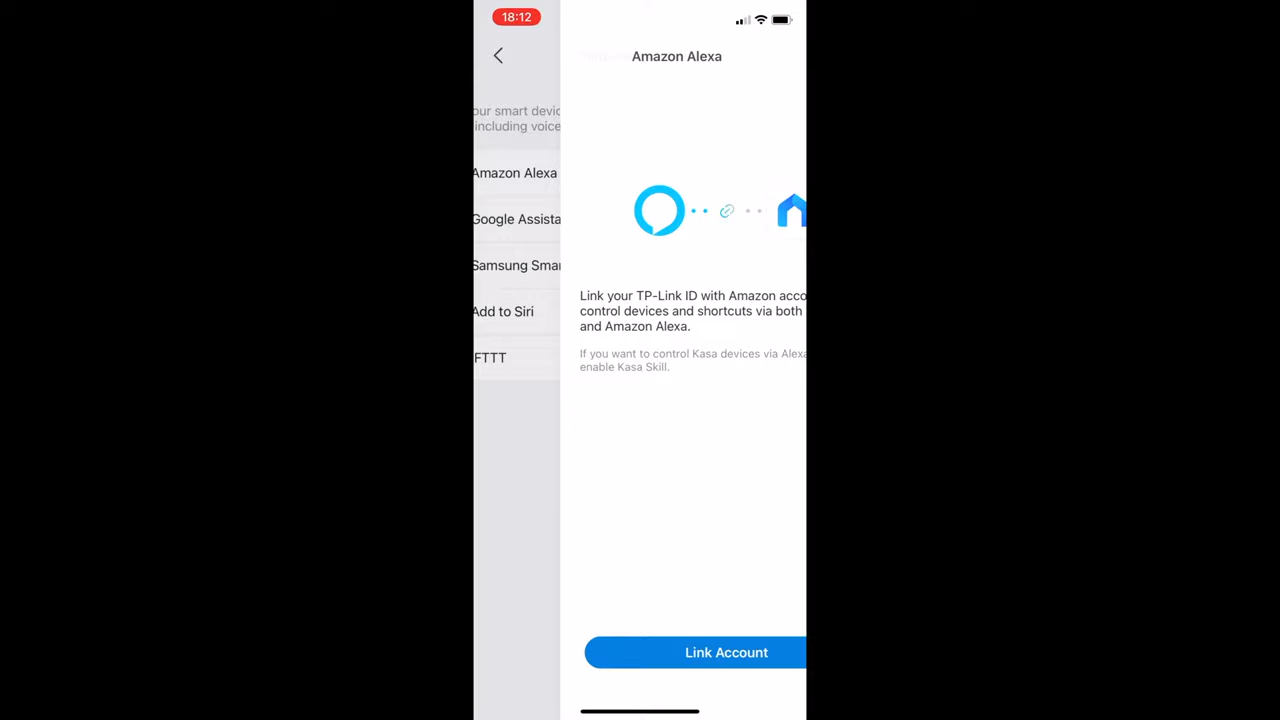 18:12
Amazon Alexa
our smart devic
including voice
Amazon Alexa
Google Assista
Samsung Smar
Add to Siri
FTTT
Link your TP-Link ID with Amazon acco
control devices and shortcuts via both
and Amazon Alexa.
If you want to control Kasa devices via Alexa
enable Kasa Skill.
Link Account